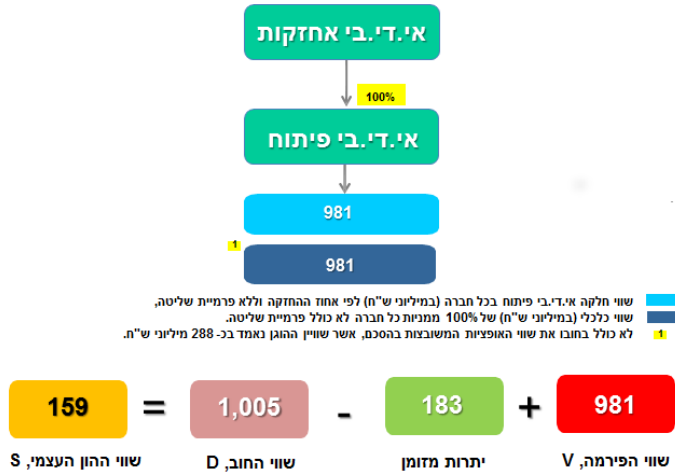 אי.די.בי אחזקות
100%
אי.די.בי פיתוח
981
1
981
שווי חלקה אי.די.בי פיתוח בכל חברה (במיליוני ש"ח) לפי אחוז ההחזקה וללא פרמיית שליטה,
שווי כלכלי (במיליוני ש"ח) של 100% ממניות כל חברה לא כולל פרמיית שליטה.
1 לא כולל בחובו את שווי האופציות המשובצות בהסכם, אשר שוויין ההוגן נאמד בכ- 288 מיליוני ש"ח.
981 + 183 - 1,005 = 159
שווי הפירמה, V יתרות מזומן שווי החוב, D שווי ההון העצמי, S